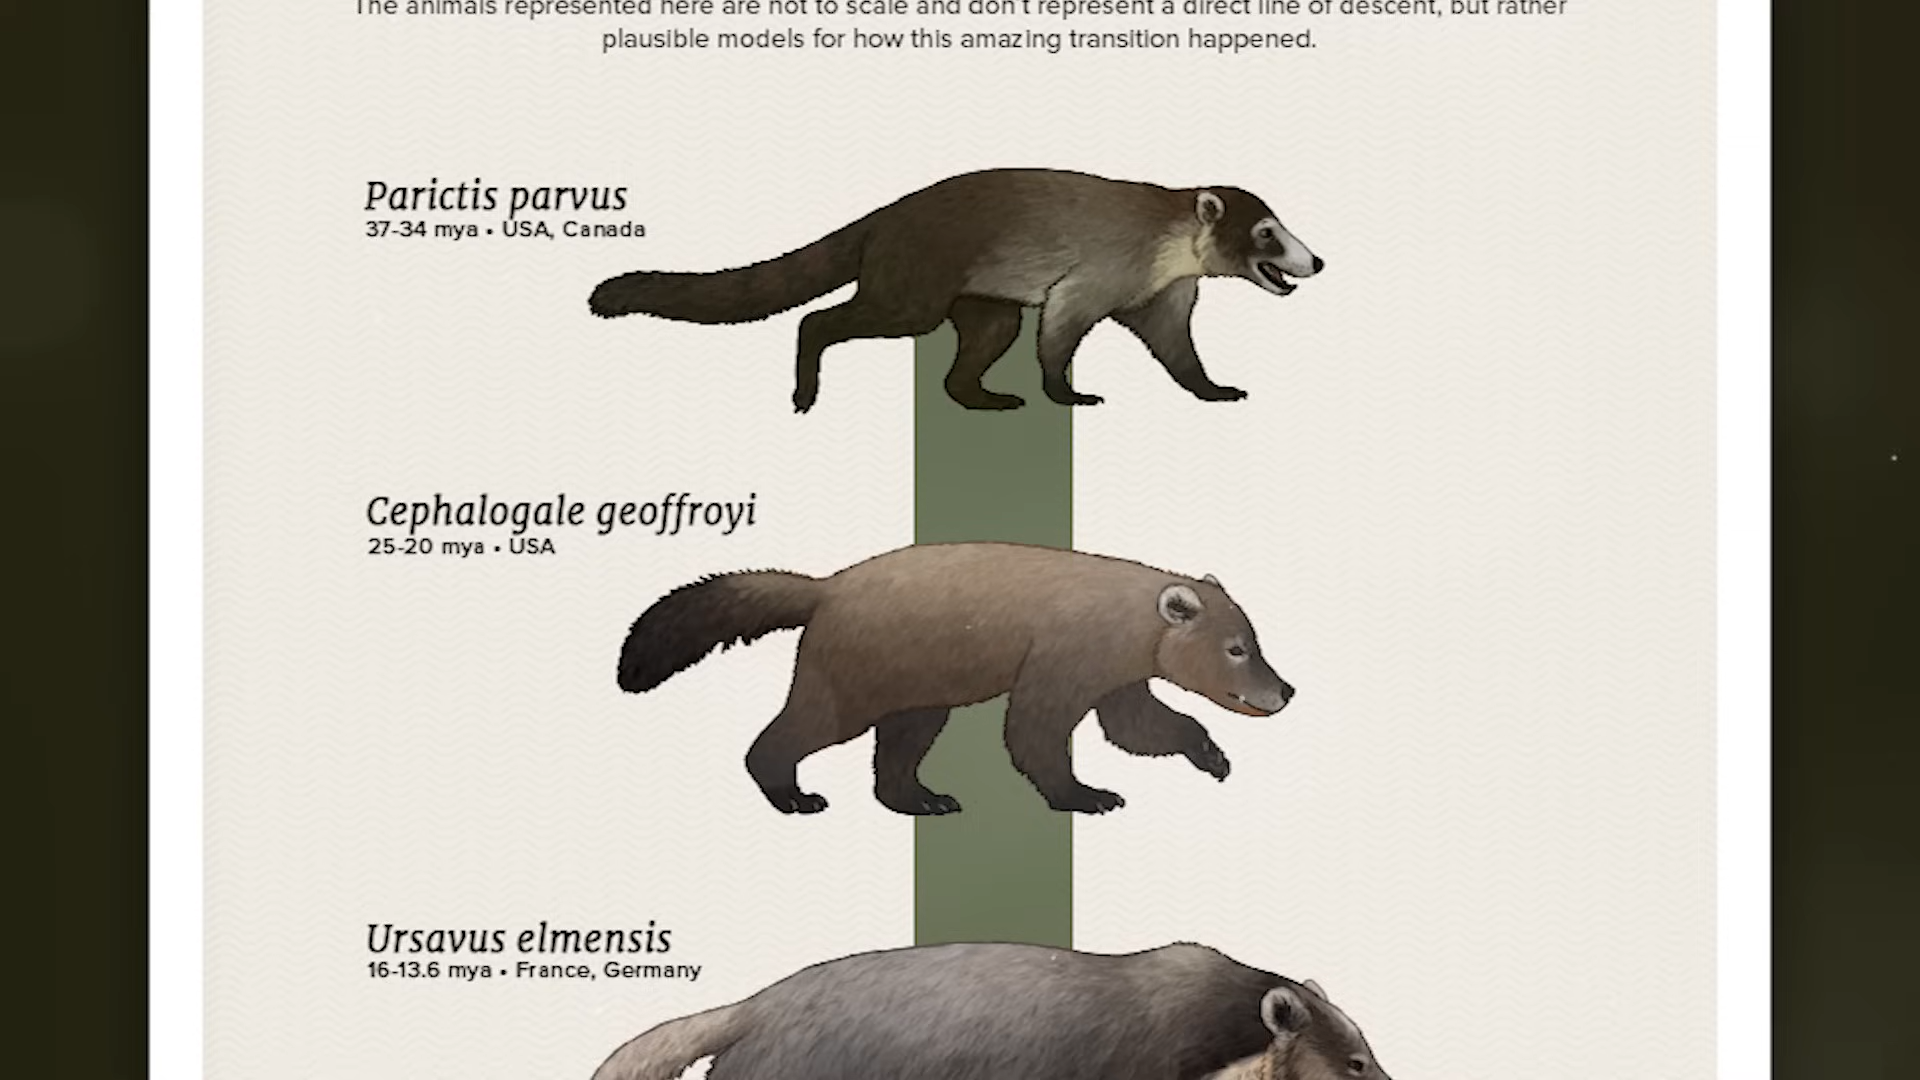 The animals represented here are not to scale and don't represent a direct line of descent, but rather
plausible models for how this amazing transition happened.
Parictis parvus
37-34 mya • USA, Canada
Cephalogale geoffroyi
25-20 mya • USA
Ursavus elmensis
16-13.6 mya • France, Germany